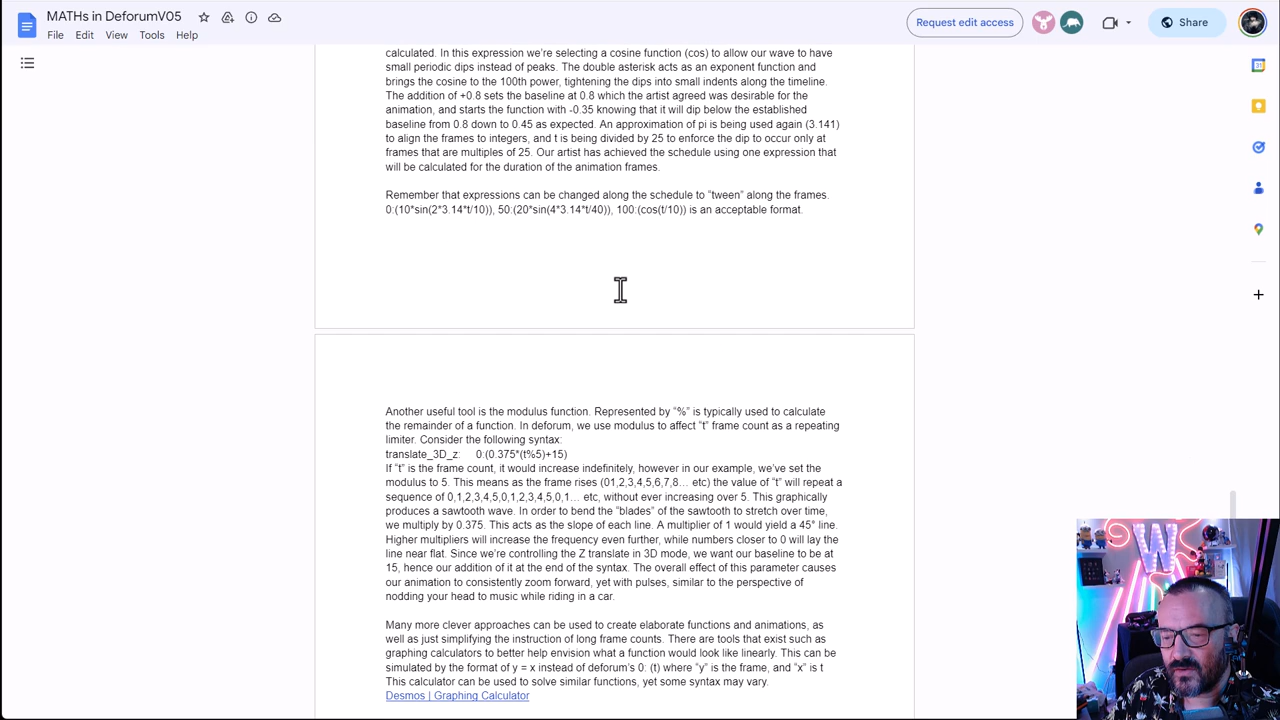 MATHs in DeforumV05
File Edit View Tools Help
Request edit access
Share
calculated. In this expression we're selecting a cosine function (cos) to allow our wave to have
small periodic dips instead of peaks. The double asterisk acts as an exponent function and
brings the cosine to the 100th power, tightening the dips into small indents along the timeline.
The addition of +0.8 sets the baseline at 0.8 which the artist agreed was desirable for the
animation, and starts the function with -0.35 knowing that it will dip below the established
baseline from 0.8 down to 0.45 as expected. An approximation of pi is being used again (3.141)
to align the frames to integers, and t is being divided by 25 to enforce the dip to occur only at
frames that are multiples of 25. Our artist has achieved the schedule using one expression that
will be calculated for the duration of the animation frames.
Remember that expressions can be changed along the schedule to “tween” along the frames.
0:(10*sin(2*3.14*t/10)), 50:(20*sin(4*3.14*t/40)), 100:(cos(t/10)) is an acceptable format.
Another useful tool is the modulus function. Represented by “%” is typically used to calculate
the remainder of a function. In deforum, we use modulus to affect “t” frame count as a repeating
limiter. Consider the following syntax:
translate_3D_z: 0:(0.375*(t%5)+15)
If “t” is the frame count, it would increase indefinitely, however in our example, we've set the
modulus to 5. This means as the frame rises (01,2,3,4,5,6,7,8… etc) the value of “t” will repeat a
sequence of 0,1,2,3,4,5,0,1,2,3,4,5,0,1… etc, without ever increasing over 5. This graphically
produces a sawtooth wave. In order to bend the “blades” of the sawtooth to stretch over time,
we multiply by 0.375. This acts as the slope of each line. A multiplier of 1 would yield a 45° line.
Higher multipliers will increase the frequency even further, while numbers closer to 0 will lay the
line near flat. Since we're controlling the Z translate in 3D mode, we want our baseline to be at
15, hence our addition of it at the end of the syntax. The overall effect of this parameter causes
our animation to consistently zoom forward, yet with pulses, similar to the perspective of
nodding your head to music while riding in a car.
Many more clever approaches can be used to create elaborate functions and animations, as
well as just simplifying the instruction of long frame counts. There are tools that exist such as
graphing calculators to better help envision what a function would look like linearly. This can be
simulated by the format of y = x instead of deforum's 0: (t) where “y” is the frame, and “x” is t
This calculator can be used to solve similar functions, yet some syntax may vary.
Desmos | Graphing Calculator
W